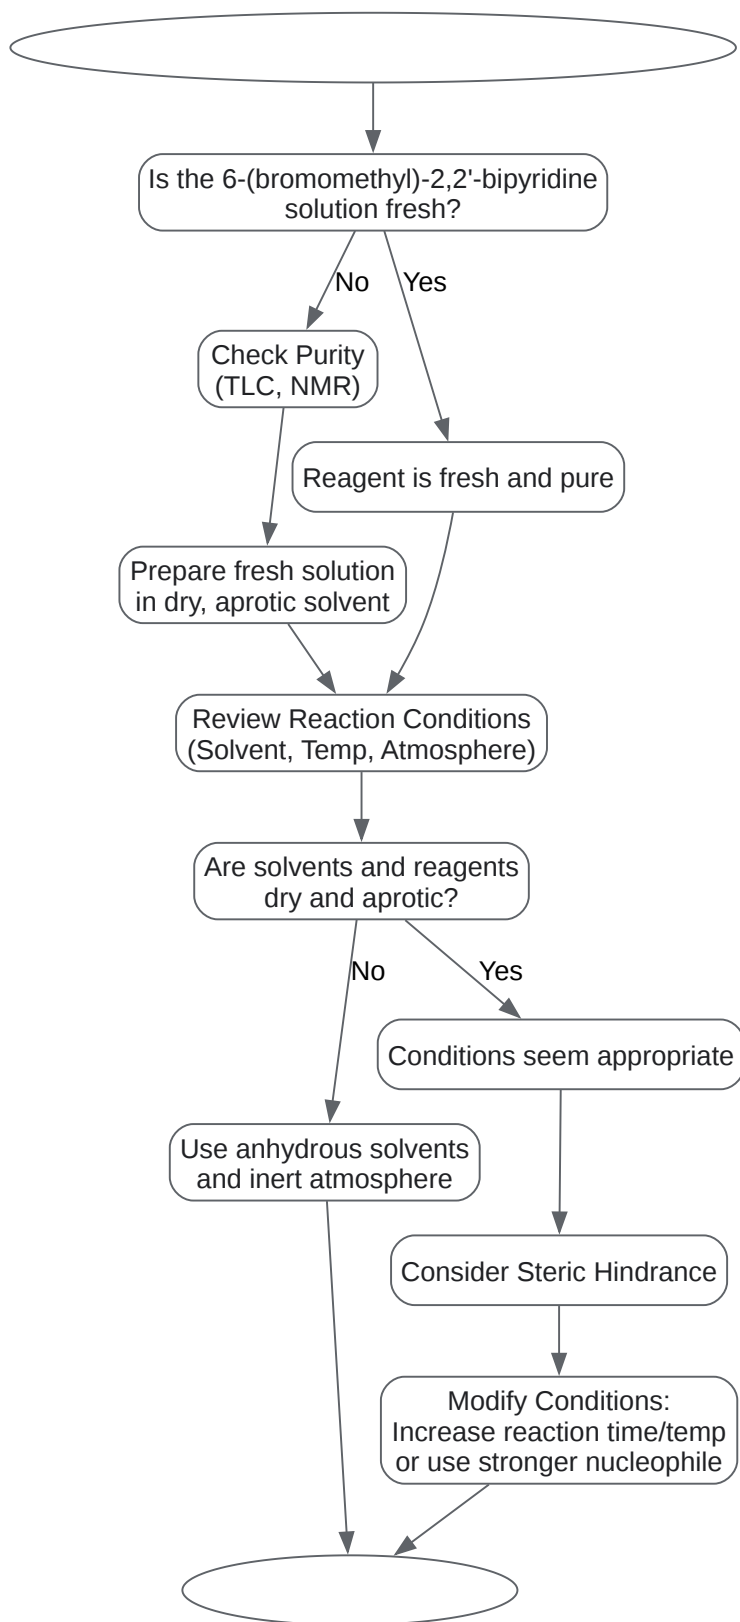 Is the 6-(bromomethyl)-2,2'-bipyridine
solution fresh?
No
Yes
Check Purity
(TLC, NMR)
Reagent is fresh and pure
Prepare fresh solution
in dry, aprotic solvent
Review Reaction Conditions
(Solvent, Temp, Atmosphere)
Are solvents and reagents
dry and aprotic?
No
Yes
Conditions seem appropriate
Use anhydrous solvents
and inert atmosphere
Consider Steric Hindrance
Modify Conditions:
Increase reaction time/temp
or use stronger nucleophile